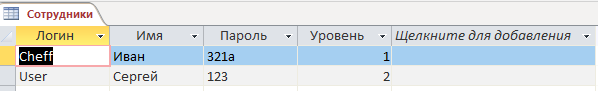 Сотрудники
Логин Имя Пароль Уровень Щелкните для добавления
Cheff Иван 321a 1
User Сергей 123 2